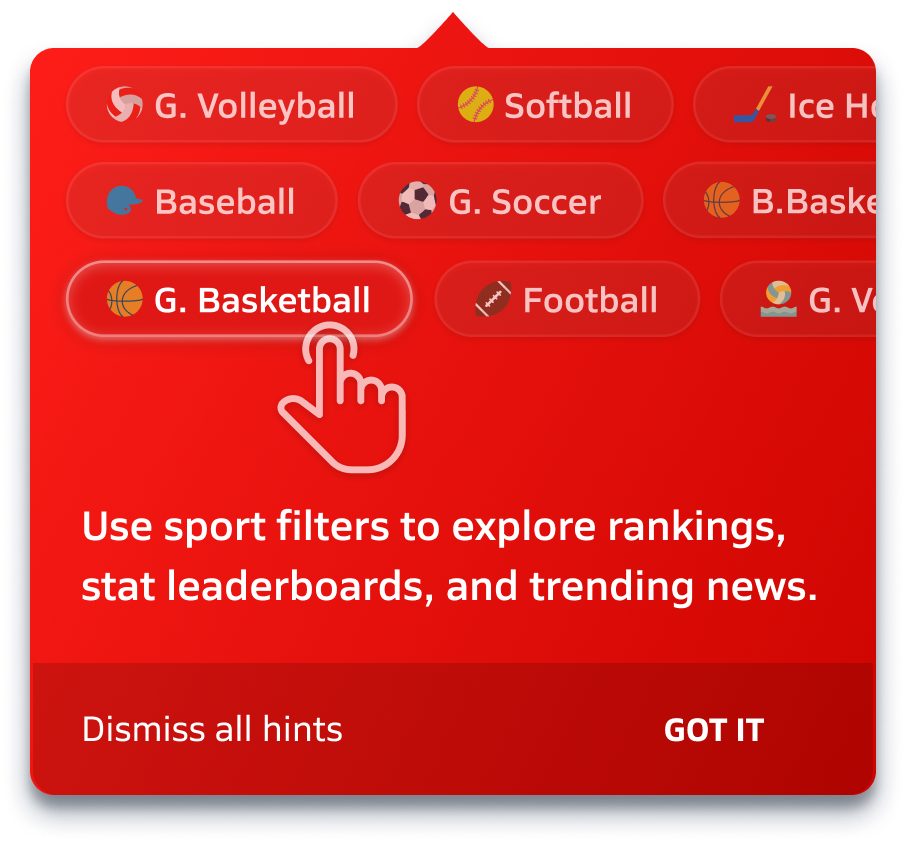 G. Volleyball Softball Ice
Baseball G. Soccer
G. Basketball Football G.
Use sport filters to explore rankings,
stat leaderboards, and trending news.
Dismiss all hints GOT IT